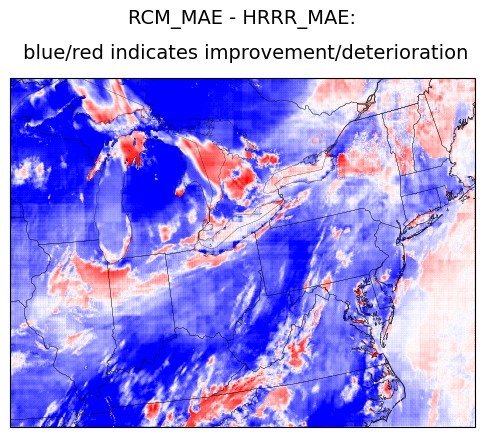 RCM_MAE - HRRR_MAE:
blue/red indicates improvement/deterioration